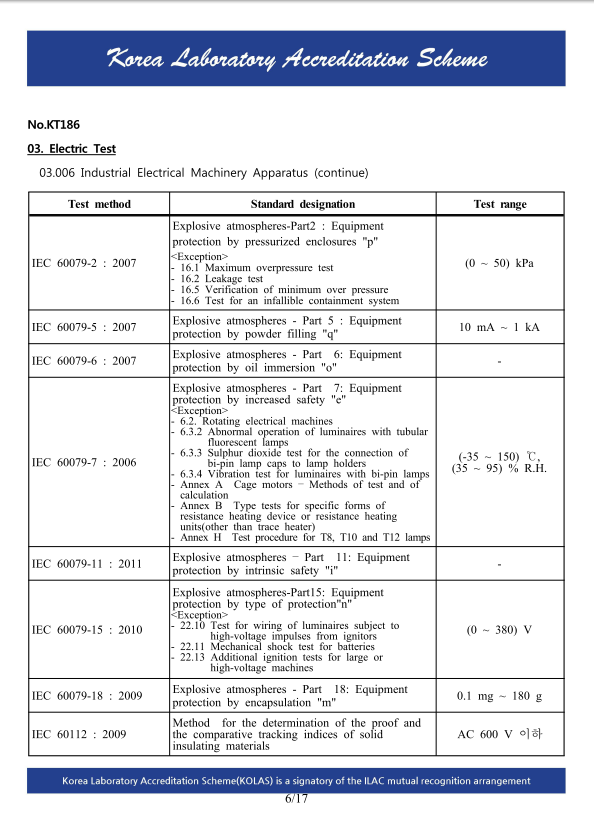 Korea Laboratory Accreditation Scheme
No.KT186
03. Electric Test
03.006 Industrial Electrical Machinery Apparatus (continue)
Test method Standard designation Test range
IEC 60079-2 : 2007
Explosive atmospheres-Part2 : Equipment
protection by pressurized enclosures "p"
<Exception>
- 16.1 Maximum overpressure test
- 16.2 Leakage test
- 16.5 Verification of minimum over pressure
- 16.6 Test for an infallible containment system
(0 ~ 50) kPa
IEC 60079-5 : 2007
Explosive atmospheres - Part 5 : Equipment
protection by powder filling "q"
10 mA ~ 1 kA
IEC 60079-6 : 2007
Explosive atmospheres - Part 6: Equipment
protection by oil immersion "o"
-
IEC 60079-7 : 2006
Explosive atmospheres - Part 7: Equipment
protection by increased safety "e"
<Exception>
- 6.2. Rotating electrical machines
- 6.3.2 Abnormal operation of luminaires with tubular
fluorescent lamps
- 6.3.3 Sulphur dioxide test for the connection of
bi-pin lamp caps to lamp holders
- 6.3.4 Vibration test for luminaires with bi-pin lamps
- Annex A Cage motors − Methods of test and of
calculation
- Annex B Type tests for specific forms of
resistance heating device or resistance heating
units(other than trace heater)
- Annex H Test procedure for T8, T10 and T12 lamps
(-35 ~ 150) ℃,
(35 ~ 95) % R.H.
IEC 60079-11 : 2011
Explosive atmospheres − Part 11: Equipment
protection by intrinsic safety "i"
-
IEC 60079-15 : 2010
Explosive atmospheres-Part15: Equipment
protection by type of protection"n"
<Exception>
- 22.10 Test for wiring of luminaires subject to
high-voltage impulses from ignitors
- 22.11 Mechanical shock test for batteries
- 22.13 Additional ignition tests for large or
high-voltage machines
(0 ~ 380) V
IEC 60079-18 : 2009
Explosive atmospheres - Part 18: Equipment
protection by encapsulation "m"
0.1 mg ~ 180 g
IEC 60112 : 2009
Method for the determination of the proof and
the comparative tracking indices of solid
insulating materials
AC 600 V 이하
Korea Laboratory Accreditation Scheme(KOLAS) is a signatory of the ILAC mutual recognition arrangement
6/17